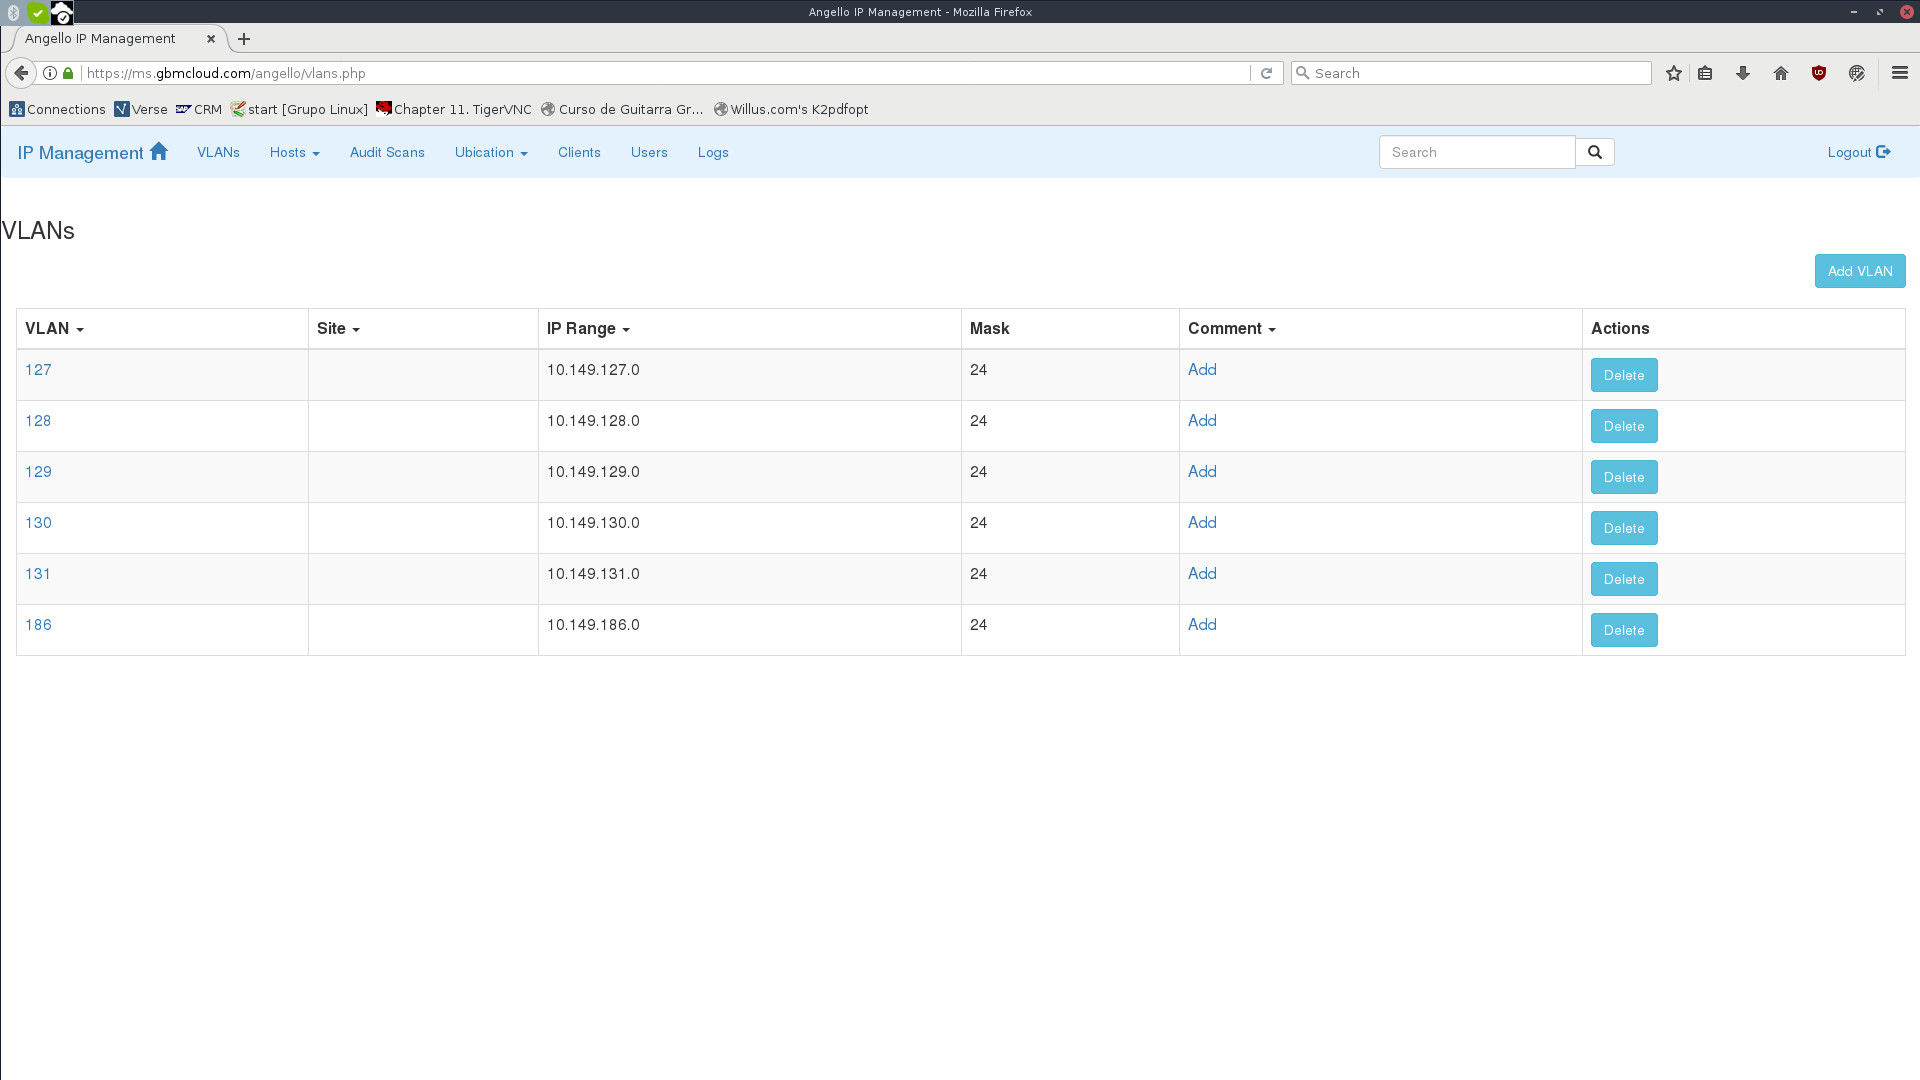 Angello IP Management - Mozilla Firefox
Angello IP Management
https://ms.gbmcloud.com/angello/vlans.php
Search
Connections Verse CRM start [Grupo Linux] Chapter 11. TigerVNC Curso de Guitarra Gr... Willus.com's K2pdfopt
IP Management VLANs Hosts Audit Scans Ubication Clients Users Logs Search Logout
VLANs
Add VLAN
VLAN Site IP Range Mask Comment Actions
127 10.149.127.0 24 Add Delete
128 10.149.128.0 24 Add Delete
129 10.149.129.0 24 Add Delete
130 10.149.130.0 24 Add Delete
131 10.149.131.0 24 Add Delete
186 10.149.186.0 24 Add Delete